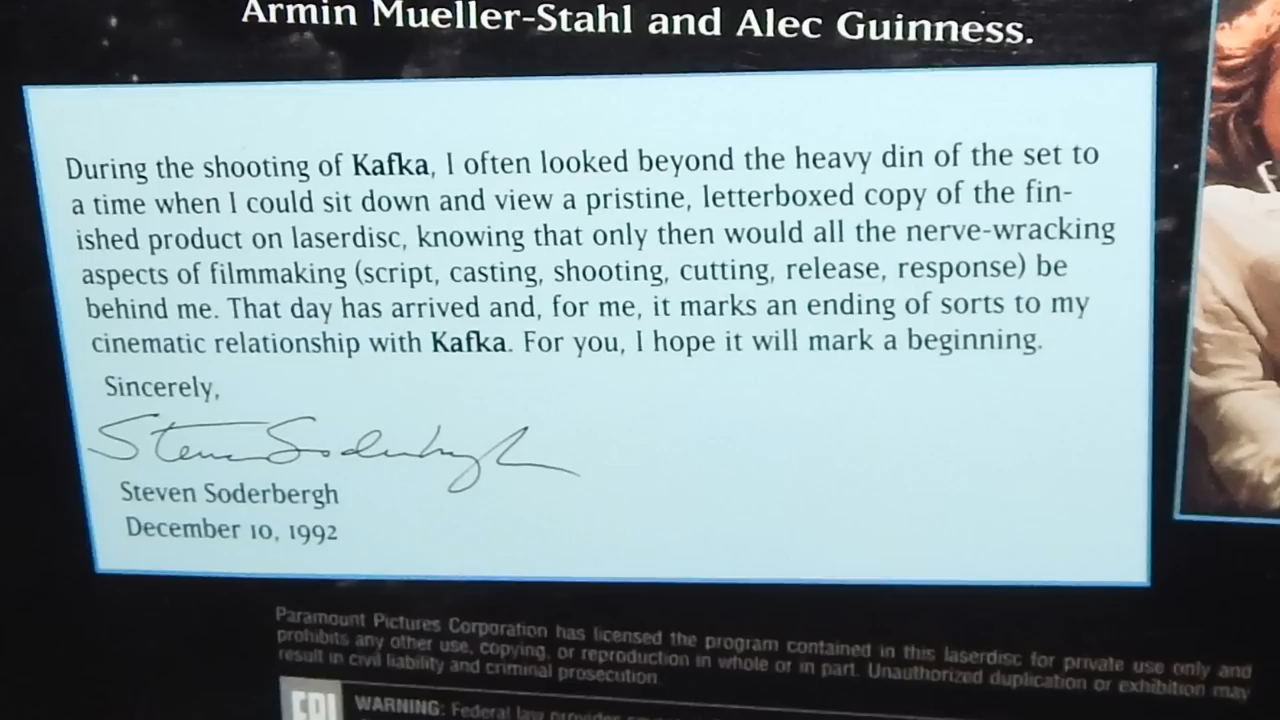 Armin Mueller-Stahl and Alec Guinness.
During the shooting of Kafka, I often looked beyond the heavy din of the set to
a time when I could sit down and view a pristine, letterboxed copy of the fin-
ished product on laserdisc, knowing that only then would all the nerve-wracking
aspects of filmmaking (script, casting, shooting, cutting, release, response) be
behind me. That day has arrived and, for me, it marks an ending of sorts to my
cinematic relationship with Kafka. For you, I hope it will mark a beginning.
Sincerely,
Steven Soderbergh
Steven Soderbergh
December 10, 1992
Paramount Pictures Corporation has licensed the program contained in this laserdisc for private use only and
prohibits any other use, copying, or reproduction in whole or in part. Unauthorized duplication or exhibition may
result in civil liability and criminal prosecution.
FBI
WARNING: Federal law provides